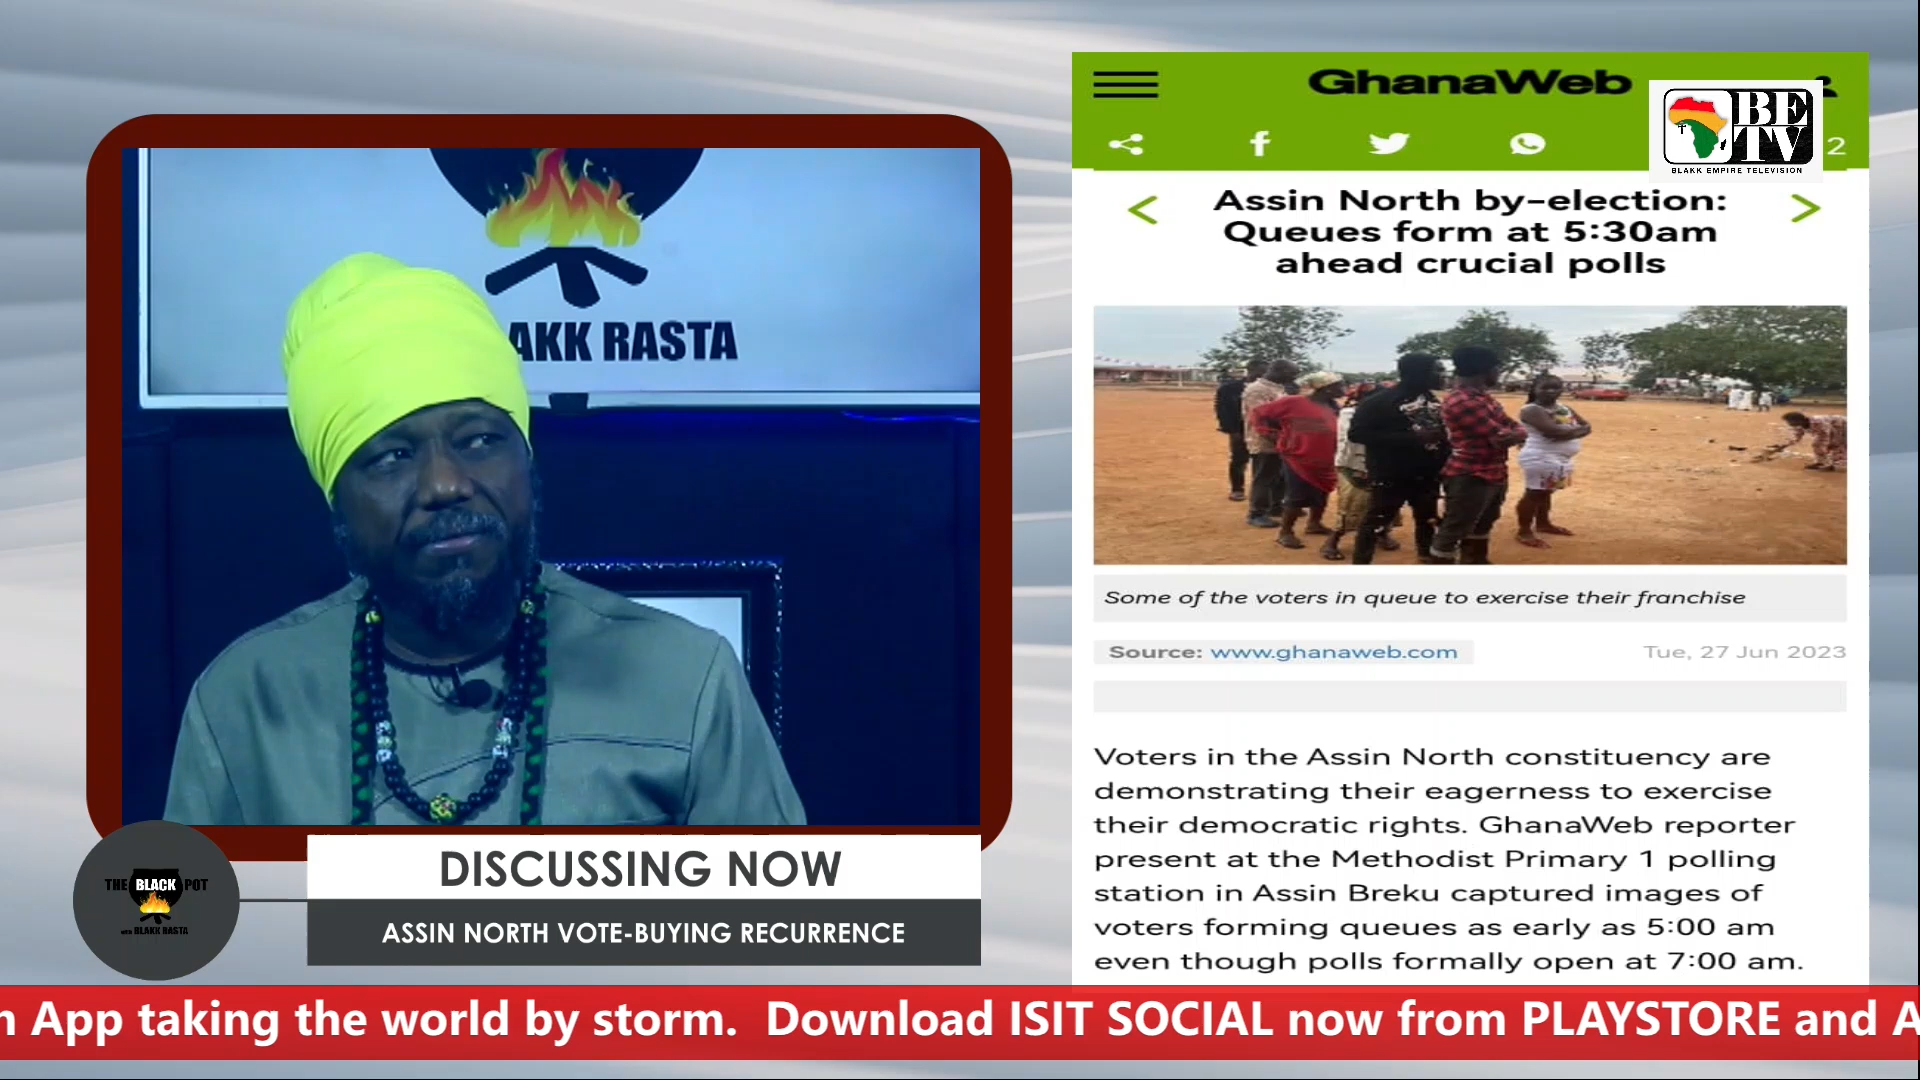 AKK RASTA
GhanaWeb
BE
TV
BLAKK EMPIRE TELEVISION
2
Assin North by-election:
Queues form at 5:30am
ahead crucial polls
Some of the voters in queue to exercise their franchise
Source: www.ghanaweb.com
Tue, 27 Jun 2023
Voters in the Assin North constituency are
demonstrating their eagerness to exercise
their democratic rights. GhanaWeb reporter
present at the Methodist Primary 1 polling
station in Assin Breku captured images of
voters forming queues as early as 5:00 am
even though polls formally open at 7:00 am.
THE BLACK POT
WITH BLAKK RASTA
DISCUSSING NOW
ASSIN NORTH VOTE-BUYING RECURRENCE
n App taking the world by storm. Download ISIT SOCIAL now from PLAYSTORE and A